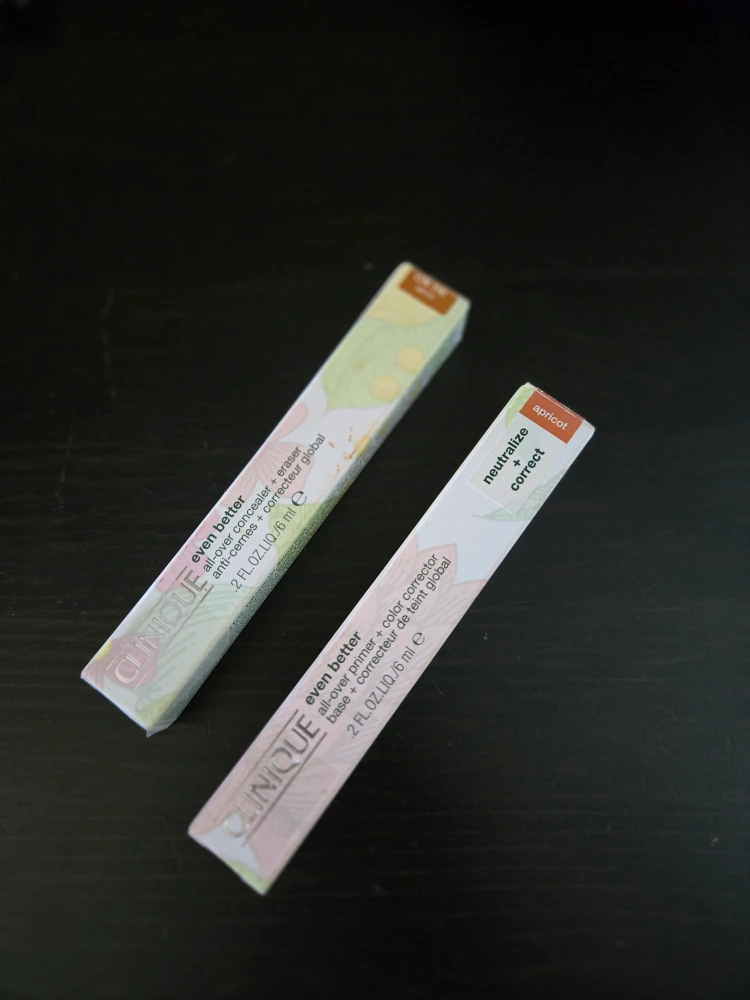 CLINIQUE
even better
all-over concealer + eraser
anti-cernes + correcteur global
.2 FL.OZ.LIQ./6 ml ℮
apricot
neutralize
+
correct
CLINIQUE
even better
all-over primer + color corrector
base + correcteur de teint global
.2 FL.OZ.LIQ./6 ml ℮